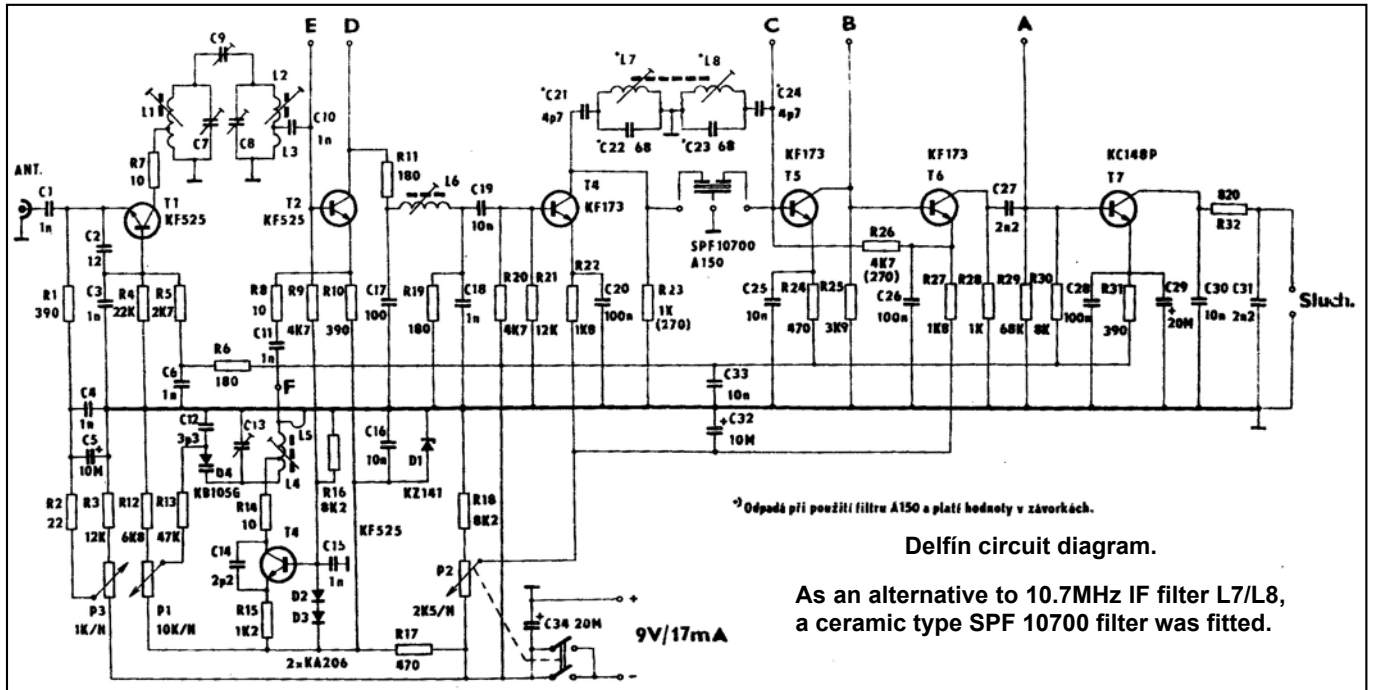 E D C B A
C9
L2
L1
C10
1n
C7 C8 L3
R7
10
ANT.
C1
1n
T1
KF525
C2
12
T2
KF525
R11
180
L6
C19
10n
*C21
4p7
*L7 *L8
*C24
4p7
*C22 68 *C23 68
T4
KF173
SPF10700
A150
KF173
T5
KF173
T6
C27
2n2
KC148P
T7
820
R32
R26
4K7
(270)
R1
390
C3
1n
R4
22K
R5
2K7
R8
10
C11
1n
R9
4K7
R10
390
C17
100
R19
180
C18
1n
R20
4K7
R21
12K
R22
1K8
C20
100n
R23
1K
(270)
C25
10n
R24
470
R25
3K9
C26
100n
R27
1K8
R28
1K
R29
68K
R30
8K
C28
100n
R31
390
C29
20M
C30
10n
C31
2n2
Sluch.
R6
180
C6
1n
F
C33
10n
C4
1n
C5
10M
C12
3p3
C13
L5
L4
D4
KB105G
R16
8K2
C16
10n
D1
KZ141
C32
10M
R2
22
R3
12K
R12
6K8
R13
47K
R14
10
KF525
R18
8K2
C14
2p2
T4
C15
1n
P2
2K5/N
D2
D3
R15
1K2
P3
1K/N
P1
10K/N
2xKA206
R17
470
C34 20M
+
9V/17mA
-
*) Odpadá při použití filtru A150 a platí hodnoty v závorkách.
Delfín circuit diagram.
As an alternative to 10.7MHz IF filter L7/L8,
a ceramic type SPF 10700 filter was fitted.